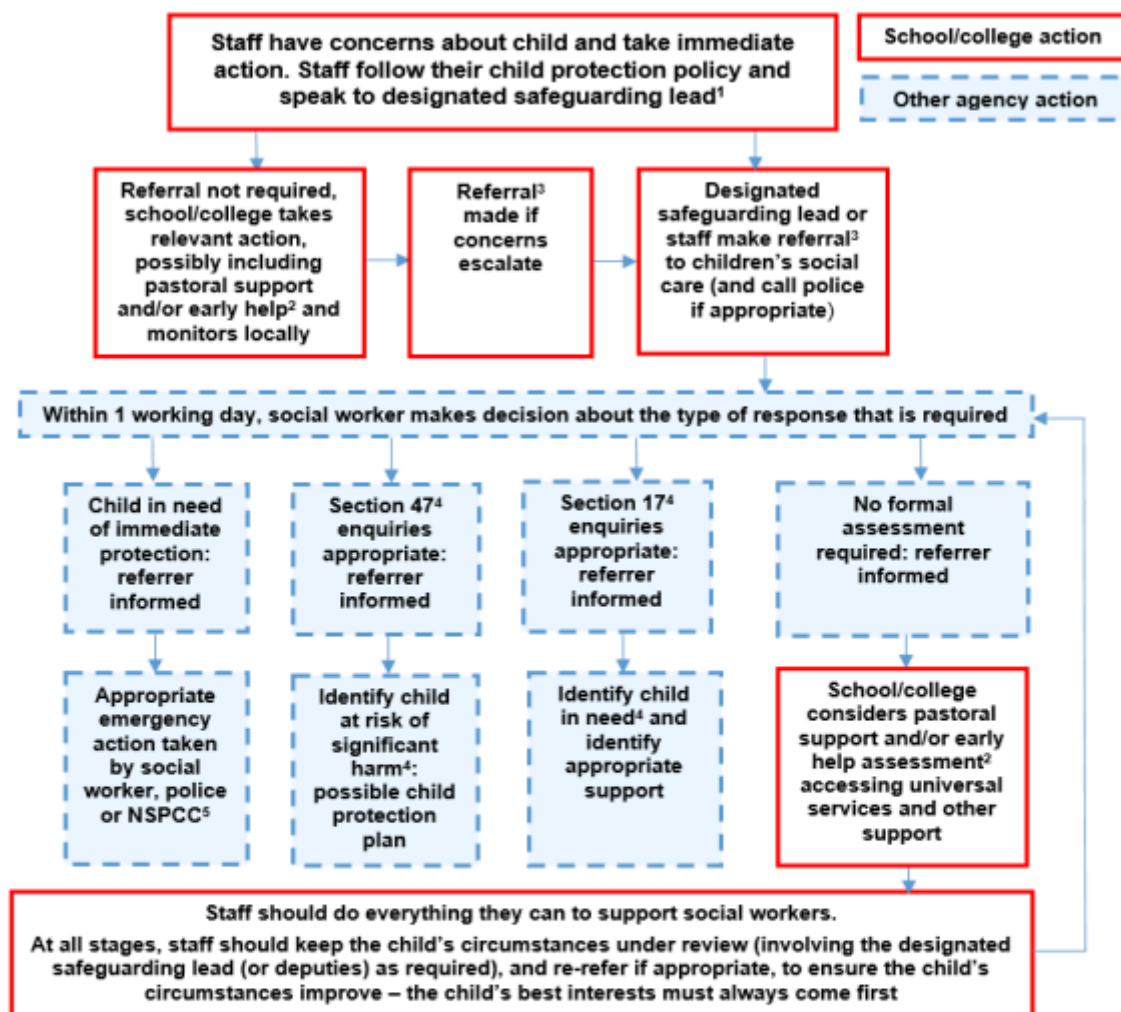 Staff have concerns about child and take immediate
action. Staff follow their child protection policy and
speak to designated safeguarding lead¹
School/college action
Other agency action
Referral not required,
school/college takes
relevant action,
possibly including
pastoral support
and/or early help² and
monitors locally
Referral³
made if
concerns
escalate
Designated
safeguarding lead or
staff make referral³
to children's social
care (and call police
if appropriate)
Within 1 working day, social worker makes decision about the type of response that is required
Child in need
of immediate
protection:
referrer
informed
Section 47⁴
enquiries
appropriate:
referrer
informed
Section 17⁴
enquiries
appropriate:
referrer
informed
No formal
assessment
required: referrer
informed
Appropriate
emergency
action taken
by social
worker, police
or NSPCC⁵
Identify child
at risk of
significant
harm⁴:
possible child
protection
plan
Identify child
in need⁴ and
identify
appropriate
support
School/college
considers pastoral
support and/or early
help assessment²
accessing universal
services and other
support
Staff should do everything they can to support social workers.
At all stages, staff should keep the child's circumstances under review (involving the designated
safeguarding lead (or deputies) as required), and re-refer if appropriate, to ensure the child's
circumstances improve – the child's best interests must always come first